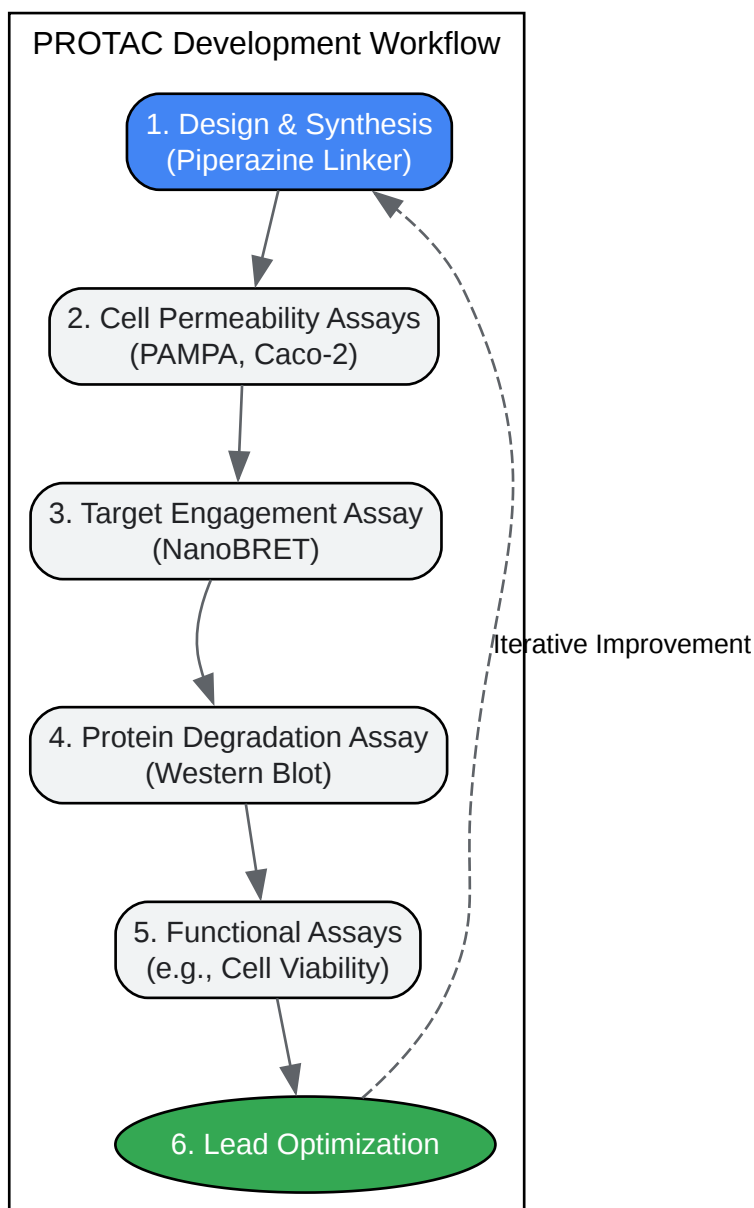 PROTAC Development Workflow
1. Design & Synthesis
(Piperazine Linker)
2. Cell Permeability Assays
(PAMPA, Caco-2)
3. Target Engagement Assay
(NanoBRET)
Iterative Improvement
4. Protein Degradation Assay
(Western Blot)
5. Functional Assays
(e.g., Cell Viability)
6. Lead Optimization